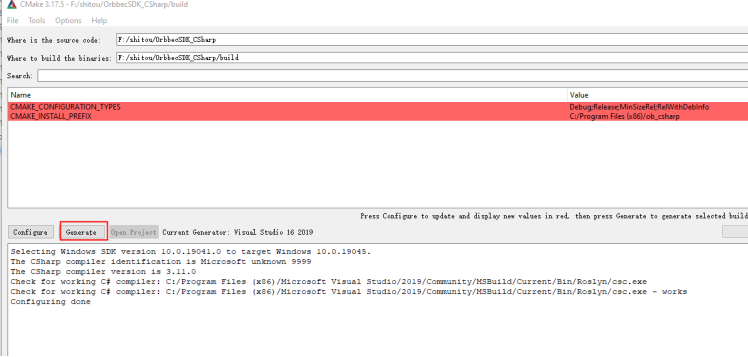 CMake 3.17.5 - F:/shitou/OrbbecSDK_CSharp/build
File Tools Options Help
Where is the source code: F:/shitou/OrbbecSDK_CSharp
Where to build the binaries: F:/shitou/OrbbecSDK_CSharp/build
Search:
Name Value
CMAKE_CONFIGURATION_TYPES Debug;Release;MinSizeRel;RelWithDebInfo
CMAKE_INSTALL_PREFIX C:/Program Files (x86)/ob_csharp
Press Configure to update and display new values in red, then press Generate to generate selected build
Configure Generate Open Project Current Generator: Visual Studio 16 2019
Selecting Windows SDK version 10.0.19041.0 to target Windows 10.0.19045.
The CSharp compiler identification is Microsoft unknown 9999
The CSharp compiler version is 3.11.0
Check for working C# compiler: C:/Program Files (x86)/Microsoft Visual Studio/2019/Community/MSBuild/Current/Bin/Roslyn/csc.exe
Check for working C# compiler: C:/Program Files (x86)/Microsoft Visual Studio/2019/Community/MSBuild/Current/Bin/Roslyn/csc.exe - works
Configuring done